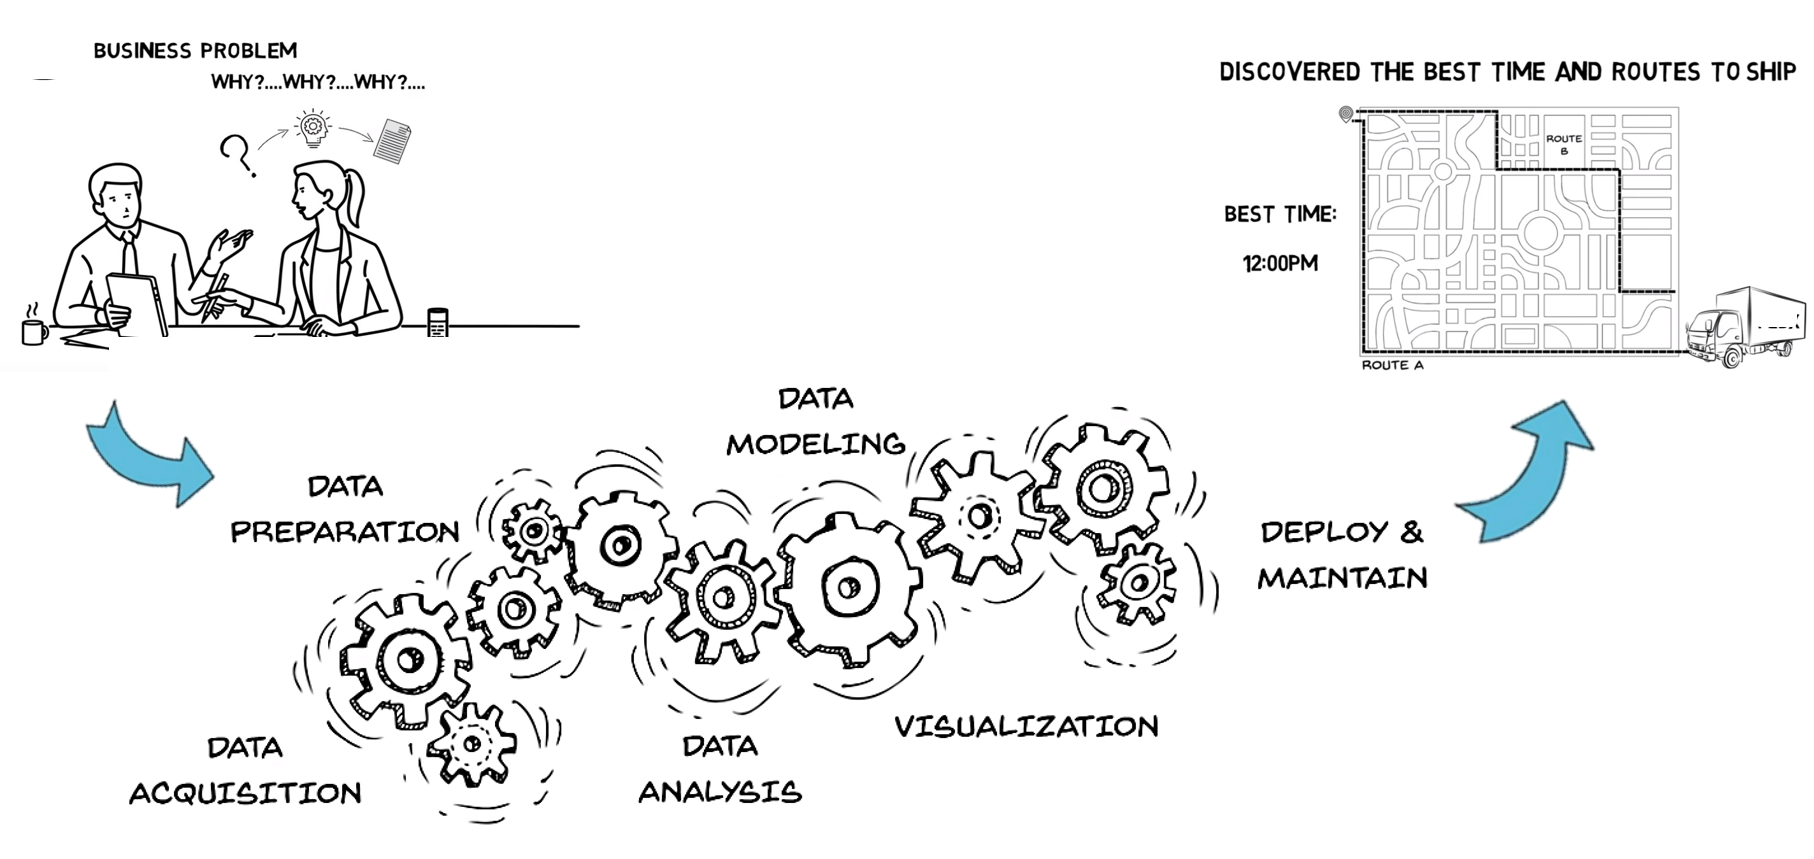 BUSINESS PROBLEM
WHY?....WHY?....WHY?....
DISCOVERED THE BEST TIME AND ROUTES TO SHIP
ROUTE
B
BEST TIME:
12:00PM
ROUTE A
DATA
MODELING
DATA
PREPARATION
DEPLOY &
MAINTAIN
VISUALIZATION
DATA
ACQUISITION
DATA
ANALYSIS